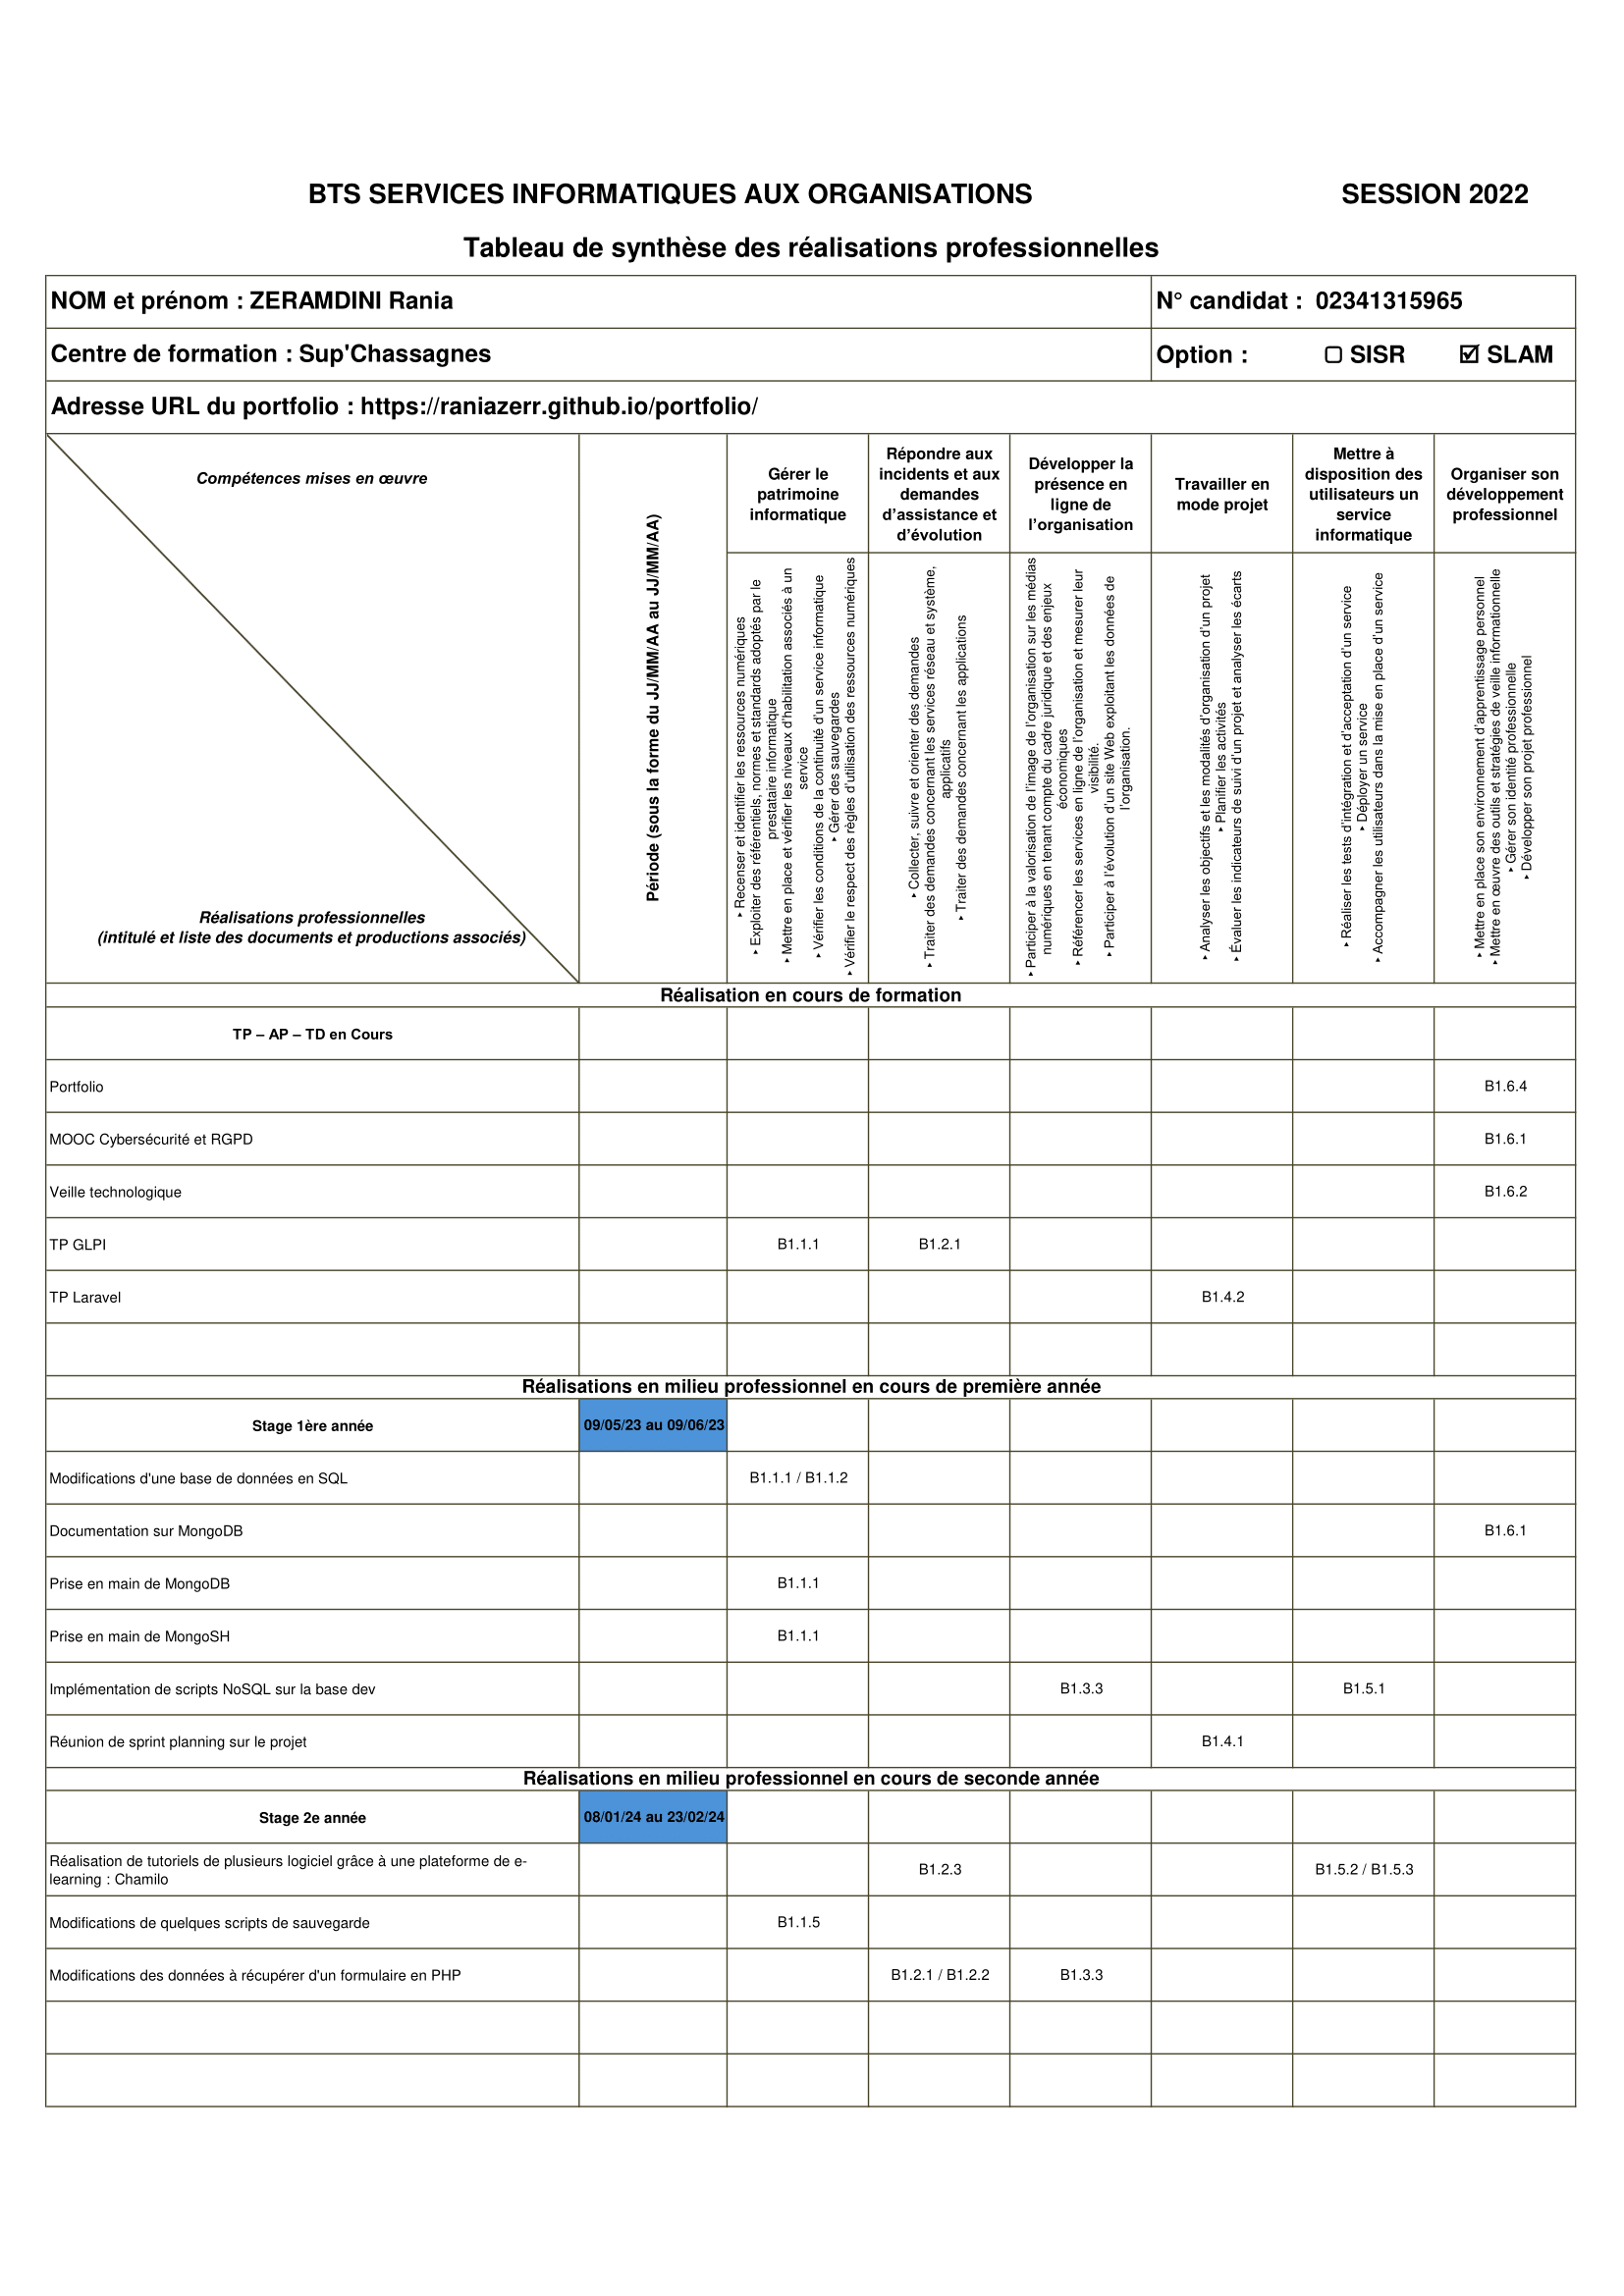 BTS SERVICES INFORMATIQUES AUX ORGANISATIONS SESSION 2022
Tableau de synthèse des réalisations professionnelles
NOM et prénom : ZERAMDINI Rania N° candidat : 02341315965
Centre de formation : Sup'Chassagnes Option : ☐ SISR ☑ SLAM
Adresse URL du portfolio : https://raniazerr.github.io/portfolio/
Compétences mises en œuvre
Réalisations professionnelles
(intitulé et liste des documents et productions associés)
Période (sous la forme du JJ/MM/AA au JJ/MM/AA)
Gérer le
patrimoine
informatique
Répondre aux
incidents et aux
demandes
d’assistance et
d’évolution
Développer la
présence en
ligne de
l’organisation
Travailler en
mode projet
Mettre à
disposition des
utilisateurs un
service
informatique
Organiser son
développement
professionnel
‣ Recenser et identifier les ressources numériques
‣ Exploiter des référentiels, normes et standards adoptés par le
prestataire informatique
‣ Mettre en place et vérifier les niveaux d’habilitation associés à un
service
‣ Vérifier les conditions de la continuité d’un service informatique
‣ Gérer des sauvegardes
‣ Vérifier le respect des règles d’utilisation des ressources numériques
‣ Collecter, suivre et orienter des demandes
‣ Traiter des demandes concernant les services réseau et système,
applicatifs
‣ Traiter des demandes concernant les applications
‣ Participer à la valorisation de l’image de l’organisation sur les médias
numériques en tenant compte du cadre juridique et des enjeux
économiques
‣ Référencer les services en ligne de l’organisation et mesurer leur
visibilité.
‣ Participer à l’évolution d’un site Web exploitant les données de
l’organisation.
‣ Analyser les objectifs et les modalités d’organisation d’un projet
‣ Planifier les activités
‣ Évaluer les indicateurs de suivi d’un projet et analyser les écarts
‣ Réaliser les tests d’intégration et d’acceptation d’un service
‣ Déployer un service
‣ Accompagner les utilisateurs dans la mise en place d’un service
‣ Mettre en place son environnement d’apprentissage personnel
‣ Mettre en œuvre des outils et stratégies de veille informationnelle
‣ Gérer son identité professionnelle
‣ Développer son projet professionnel
Réalisation en cours de formation
TP – AP – TD en Cours
Portfolio B1.6.4
MOOC Cybersécurité et RGPD B1.6.1
Veille technologique B1.6.2
TP GLPI B1.1.1 B1.2.1
TP Laravel B1.4.2
Réalisations en milieu professionnel en cours de première année
Stage 1ère année 09/05/23 au 09/06/23
Modifications d'une base de données en SQL B1.1.1 / B1.1.2
Documentation sur MongoDB B1.6.1
Prise en main de MongoDB B1.1.1
Prise en main de MongoSH B1.1.1
Implémentation de scripts NoSQL sur la base dev B1.3.3 B1.5.1
Réunion de sprint planning sur le projet B1.4.1
Réalisations en milieu professionnel en cours de seconde année
Stage 2e année 08/01/24 au 23/02/24
Réalisation de tutoriels de plusieurs logiciel grâce à une plateforme de e-
learning : Chamilo B1.2.3 B1.5.2 / B1.5.3
Modifications de quelques scripts de sauvegarde B1.1.5
Modifications des données à récupérer d'un formulaire en PHP B1.2.1 / B1.2.2 B1.3.3